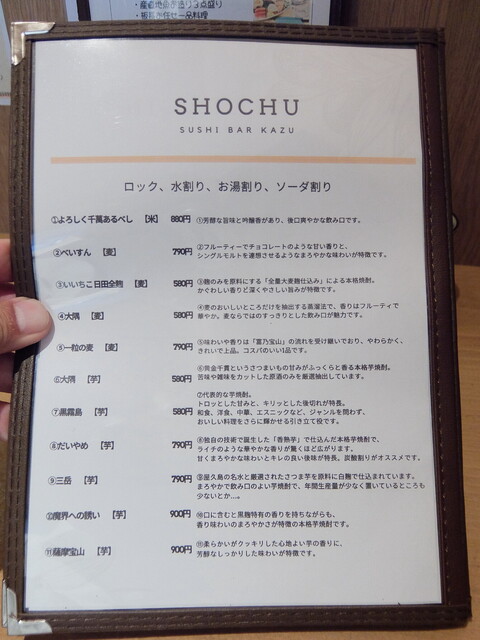 ・産直地魚お造り3点盛り
SHOCHU
SUSHI BAR KAZU
ロック、水割り、お湯割り、ソーダ割り
①よろしく千萬あるべし 【米】 880円 ①芳醇な旨味と吟醸香があり、後口爽やかな飲み口です。
②ぺいすん 【麦】 790円 ②フルーティーでチョコレートのような甘い香りと、
シングルモルトを連想させるようなまろやかな味わいが特徴です。
③いいちこ日田全麹 【麦】 580円 ③麹のみを原料にする「全量大麦麹仕込み」による本格焼酎。
かぐわしい香りと深くやさしい旨みが特徴です。
④大隅 【麦】 580円 ④麦のおいしいところだけを抽出する蒸溜法で、香りはフルーティで
華やか。麦ならではのすっきりとした飲み口が魅力です。
⑤一粒の麦 【麦】 790円 ⑤味わいや香りは「富乃宝山」の流れを受け継いでおり、やわらかく、
きれいで上品。コスパのいい1品です。
⑥大隅 【芋】 580円 ⑥黄金千貫というさつまいもの甘みがふっくらと香る本格芋焼酎。
苦味や雑味をカットした原酒のみを厳選抽出しています。
⑦黒霧島 【芋】 580円 ⑦代表的な芋焼酎。
トロッとした甘みと、キリッとした後切れが特長。
和食、洋食、中華、エスニックなど、ジャンルを問わず、
おいしい料理をさらに輝かせる引き立て役です。
⑧だいやめ 【芋】 790円 ⑧独自の技術で誕生した「香熟芋」で仕込んだ本格芋焼酎で、
ライチのような華やかな香りが驚くほど広がります。
甘くまろやかな味わいとキレの良い後味が特長。炭酸割りがオススメです。
⑨三岳 【芋】 790円 ⑨屋久島の名水と厳選されたさつま芋を原料に白麹で仕込まれています。
まろやかで飲み口のよい芋焼酎で、年間生産量が少なく置いているところも
少ないとか…。
⑩魔界への誘い 【芋】 900円 ⑩口に含むと黒麹特有の香りを持ちながらも、
香り味わいのまろやかさが特徴の本格芋焼酎です。
⑪薩摩宝山 【芋】 900円 ⑪柔らかいがクッキリした心地よい芋の香りに、
芳醇なしっかりした味わいが特徴です。